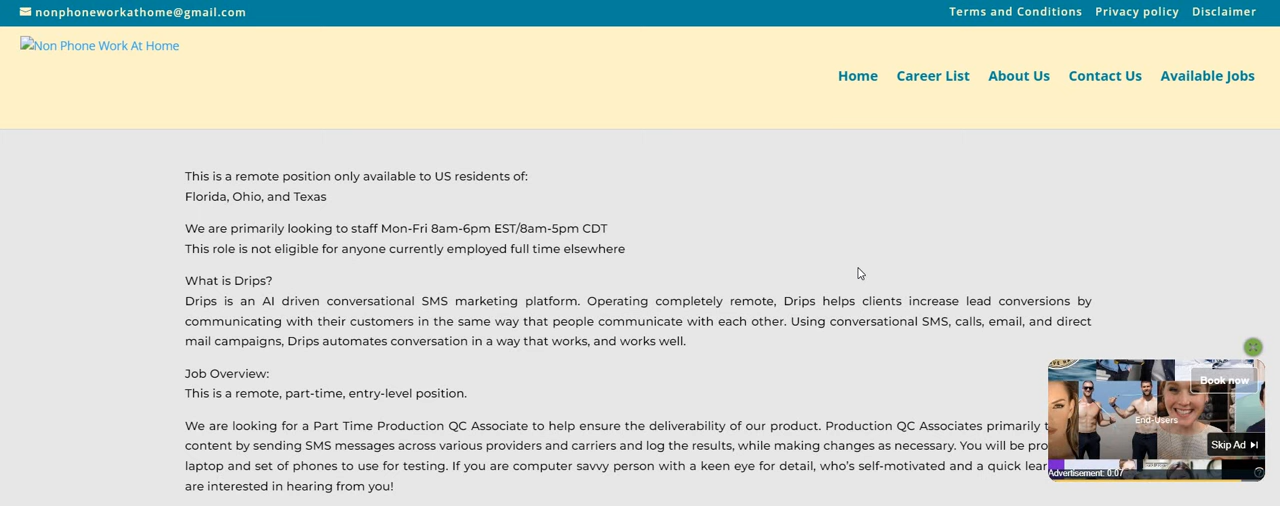 nonphoneworkathome@gmail.com
Terms and Conditions Privacy policy Disclaimer
Non Phone Work At Home
Home Career List About Us Contact Us Available Jobs
This is a remote position only available to US residents of:
Florida, Ohio, and Texas
We are primarily looking to staff Mon-Fri 8am-6pm EST/8am-5pm CDT
This role is not eligible for anyone currently employed full time elsewhere
What is Drips?
Drips is an AI driven conversational SMS marketing platform. Operating completely remote, Drips helps clients increase lead conversions by
communicating with their customers in the same way that people communicate with each other. Using conversational SMS, calls, email, and direct
mail campaigns, Drips automates conversation in a way that works, and works well.
Job Overview:
This is a remote, part-time, entry-level position.
We are looking for a Part Time Production QC Associate to help ensure the deliverability of our product. Production QC Associates primarily
content by sending SMS messages across various providers and carriers and log the results, while making changes as necessary. You will be
laptop and set of phones to use for testing. If you are computer savvy person with a keen eye for detail, who's self-motivated and a quick
are interested in hearing from you!
Book now
End-Users
Skip Ad
Advertisement: 0:07